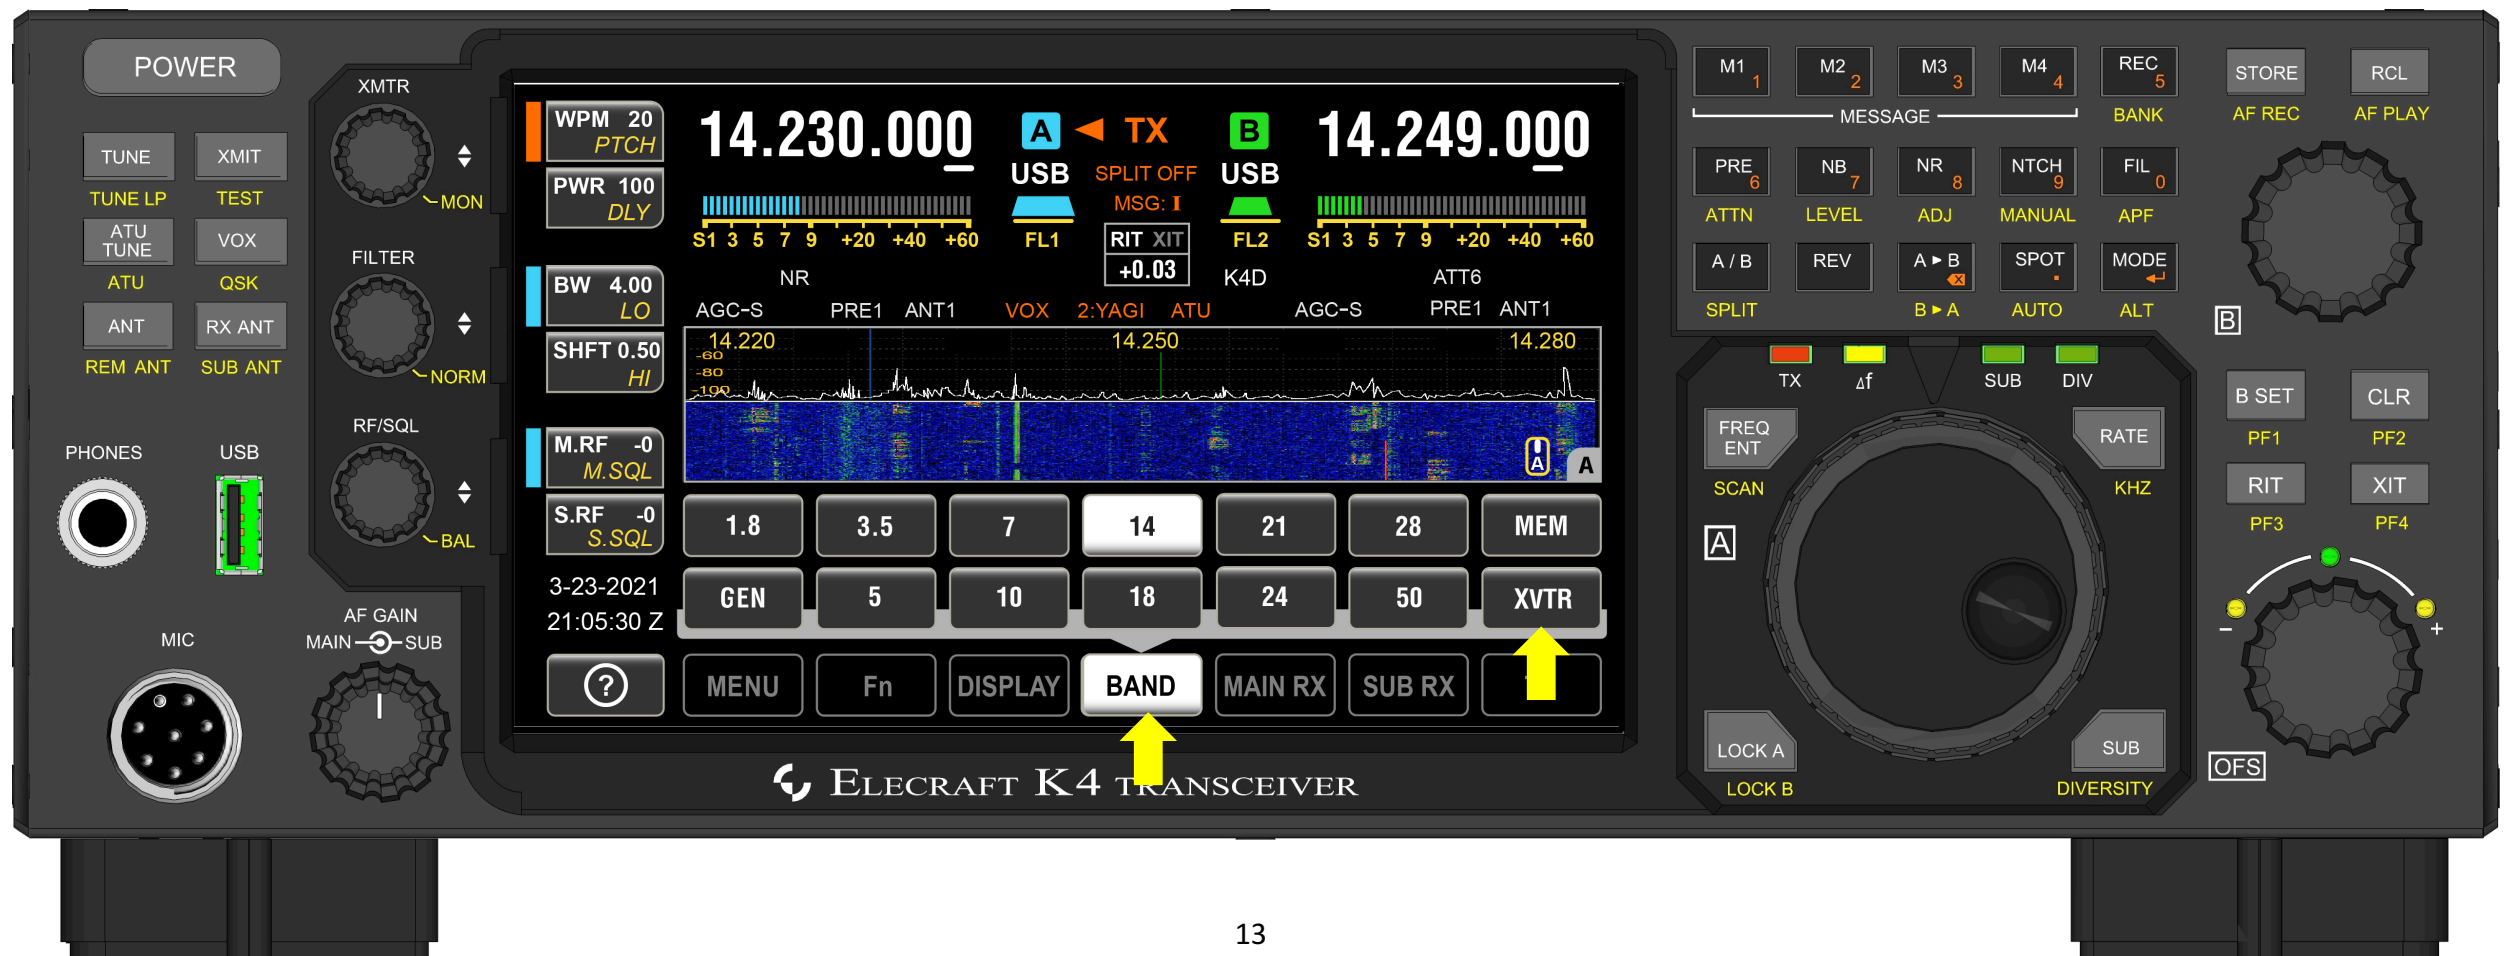 POWER
TUNE
XMIT
TUNE LP
TEST
ATU
TUNE
VOX
ATU
QSK
ANT
RX ANT
REM ANT
SUB ANT
PHONES
USB
MIC
XMTR
MON
FILTER
NORM
RF/SQL
BAL
AF GAIN
MAIN
SUB
WPM 20
PTCH
PWR 100
DLY
BW 4.00
LO
SHFT 0.50
HI
M.RF -0
M.SQL
S.RF -0
S.SQL
3-23-2021
21:05:30 Z
?
14.230.000
A
TX
B
14.249.000
USB
SPLIT OFF
USB
MSG: I
S1 3 5 7 9 +20 +40 +60
FL1
RIT XIT
+0.03
FL2
S1 3 5 7 9 +20 +40 +60
NR
K4D
ATT6
AGC-S
PRE1
ANT1
VOX
2:YAGI
ATU
AGC-S
PRE1
ANT1
14.220
14.250
14.280
-60
-80
-100
A
A
1.8
3.5
7
14
21
28
MEM
GEN
5
10
18
24
50
XVTR
MENU
Fn
DISPLAY
BAND
MAIN RX
SUB RX
ELECRAFT K4 TRANSCEIVER
M1 1
M2 2
M3 3
M4 4
REC 5
MESSAGE
BANK
PRE 6
NB 7
NR 8
NTCH 9
FIL 0
ATTN
LEVEL
ADJ
MANUAL
APF
A / B
REV
A ▸ B
SPOT .
MODE
SPLIT
B ▸ A
AUTO
ALT
STORE
RCL
AF REC
AF PLAY
B
TX
Δf
SUB
DIV
FREQ
ENT
RATE
SCAN
KHZ
A
LOCK A
SUB
LOCK B
DIVERSITY
B SET
CLR
PF1
PF2
RIT
XIT
PF3
PF4
−
+
OFS
13